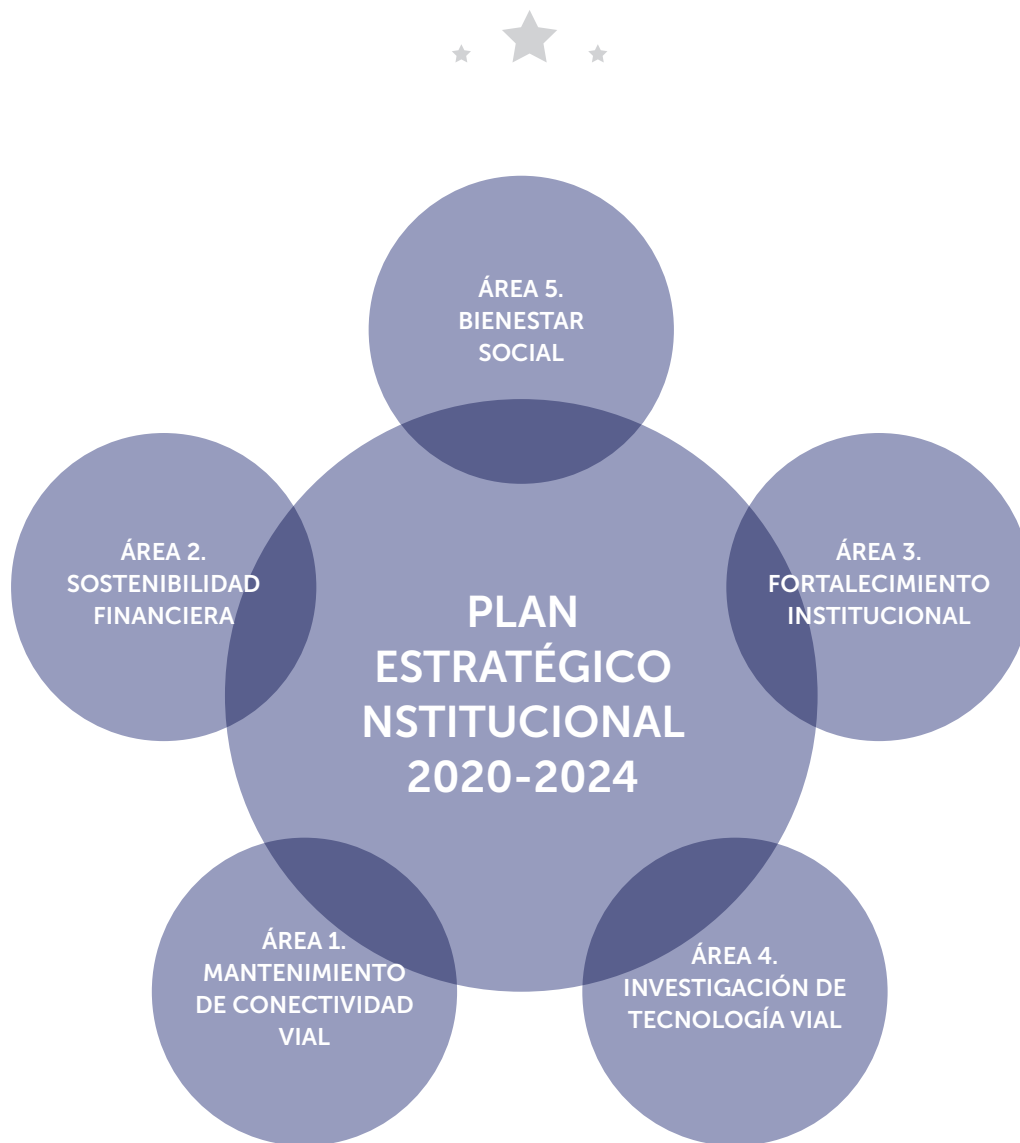 ÁREA 5.
BIENESTAR
SOCIAL
ÁREA 2.
SOSTENIBILIDAD
FINANCIERA
ÁREA 3.
FORTALECIMIENTO
INSTITUCIONAL
PLAN
ESTRATÉGICO
NSTITUCIONAL
2020-2024
ÁREA 1.
MANTENIMIENTO
DE CONECTIVIDAD
VIAL
ÁREA 4.
INVESTIGACIÓN DE
TECNOLOGÍA VIAL